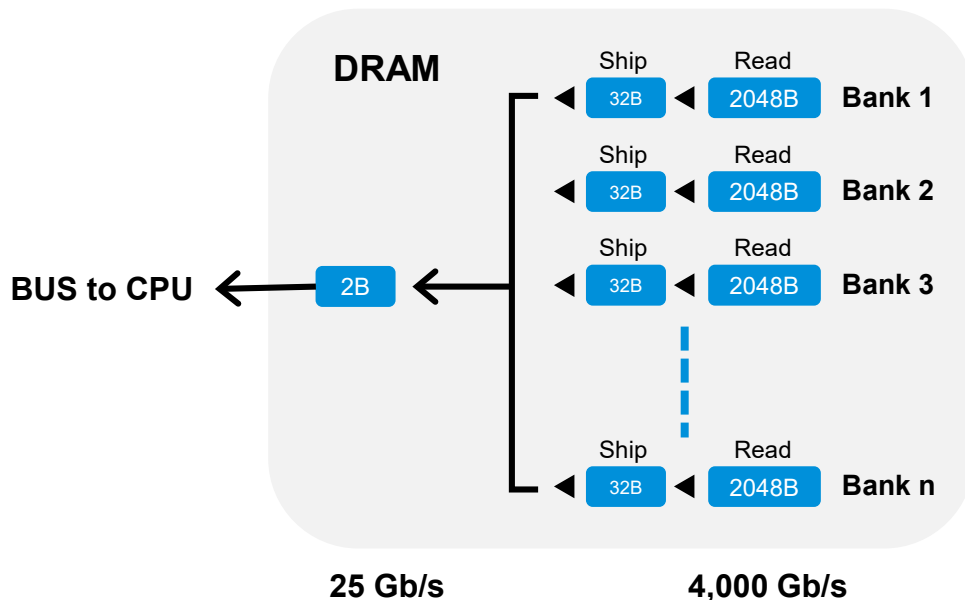 DRAM
Ship Read
32B 2048B Bank 1
Ship Read
32B 2048B Bank 2
Ship Read
32B 2048B Bank 3
BUS to CPU 2B
Ship Read
32B 2048B Bank n
25 Gb/s 4,000 Gb/s